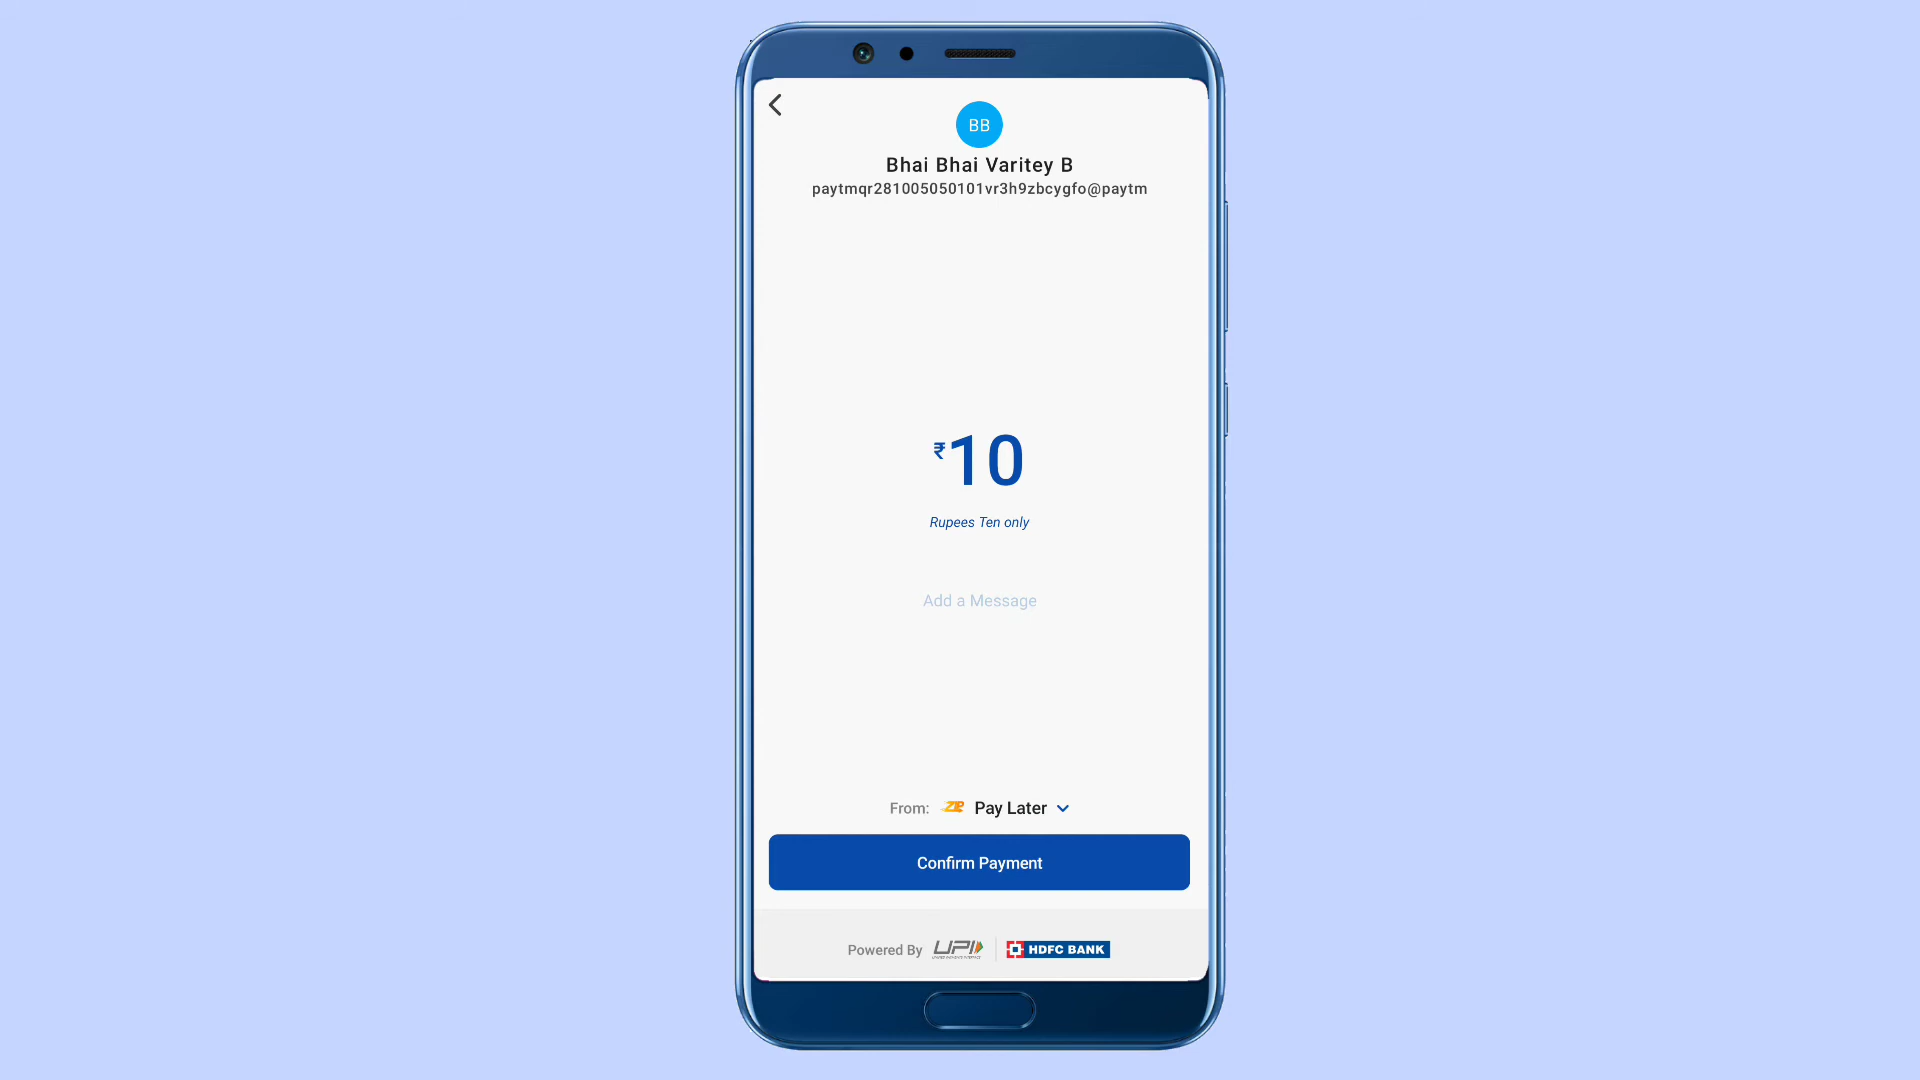 BB
Bhai Bhai Varitey B
paytmqr281005050101vr3h9zbcygfo@paytm
₹10
Rupees Ten only
Add a Message
From: ZIP Pay Later
Confirm Payment
Powered By UPI HDFC BANK